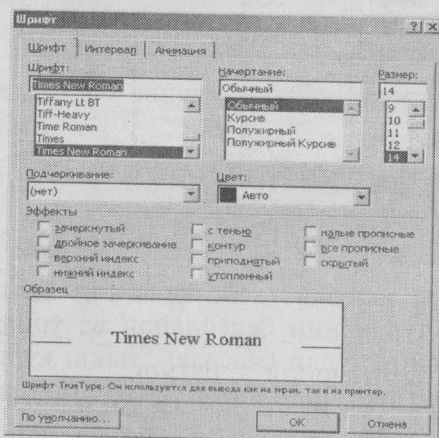 Шрифт
Шрифт Интервал Анимация
Шрифт: Начертание: Размер:
Times New Roman Обычный 14
Tiffany Lt BT Обычный 9
Tiff-Heavy Курсив 10
Time Roman Полужирный 11
Times Полужирный Курсив 12
Times New Roman 14
Подчеркивание: Цвет:
(нет) Авто
Эффекты
зачеркнутый с тенью малые прописные
двойное зачеркивание контур все прописные
верхний индекс приподнятый скрытый
нижний индекс утопленный
Образец
Times New Roman
Шрифт TrueType. Он используется для вывода как на экран, так и на принтер.
По умолчанию... ОК Отмена